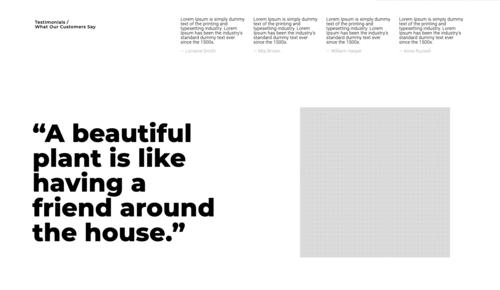 Testimonials /
What Our Customers Say
Lorem Ipsum is simply dummy
text of the printing and
typesetting industry. Lorem
Ipsum has been the industry's
standard dummy text ever
since the 1500s.
— Lorraine Smith
Lorem Ipsum is simply dummy
text of the printing and
typesetting industry. Lorem
Ipsum has been the industry's
standard dummy text ever
since the 1500s.
— Mia Brown
Lorem Ipsum is simply dummy
text of the printing and
typesetting industry. Lorem
Ipsum has been the industry's
standard dummy text ever
since the 1500s.
— William Harper
Lorem Ipsum is simply dummy
text of the printing and
typesetting industry. Lorem
Ipsum has been the industry's
standard dummy text ever
since the 1500s.
— Anna Russell
“A beautiful
plant is like
having a
friend around
the house.”